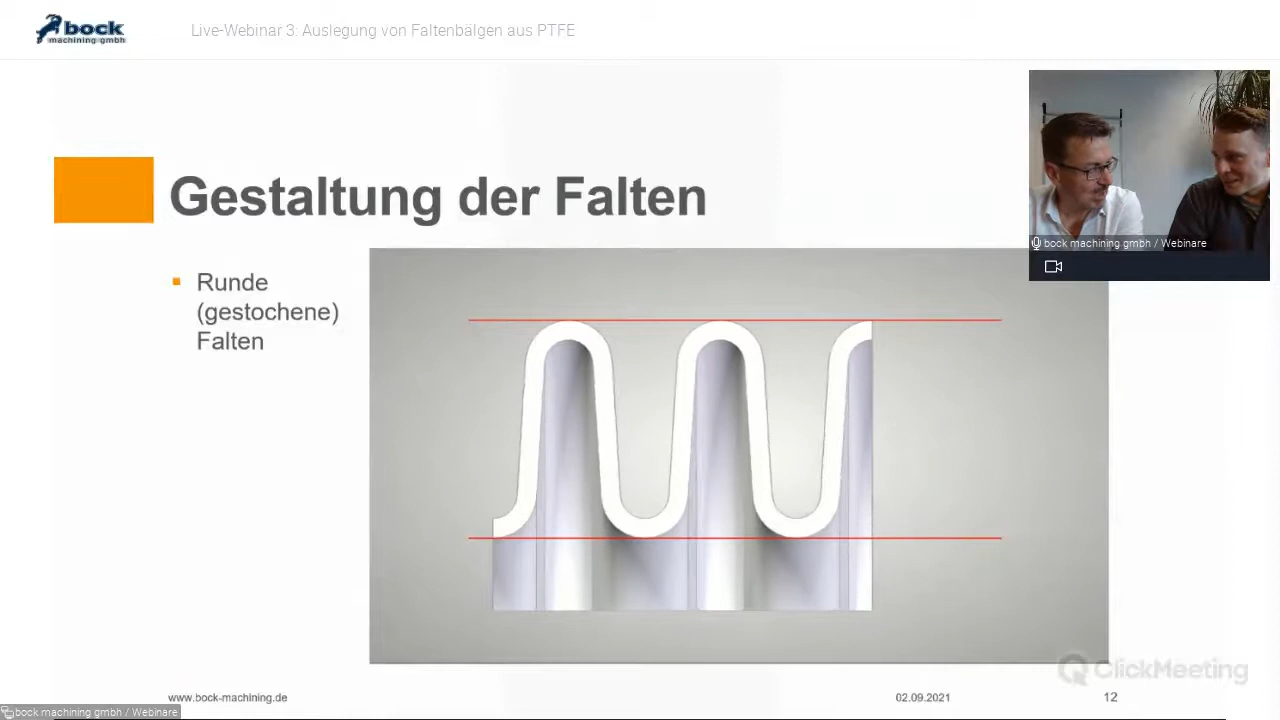 bock
machining gmbh
Live-Webinar 3: Auslegung von Faltenbälgen aus PTFE
Gestaltung der Falten
Runde
(gestochene)
Falten
bock machining gmbh / Webinare
ClickMeeting
www.bock-machining.de
02.09.2021
12
bock machining gmbh / Webinare